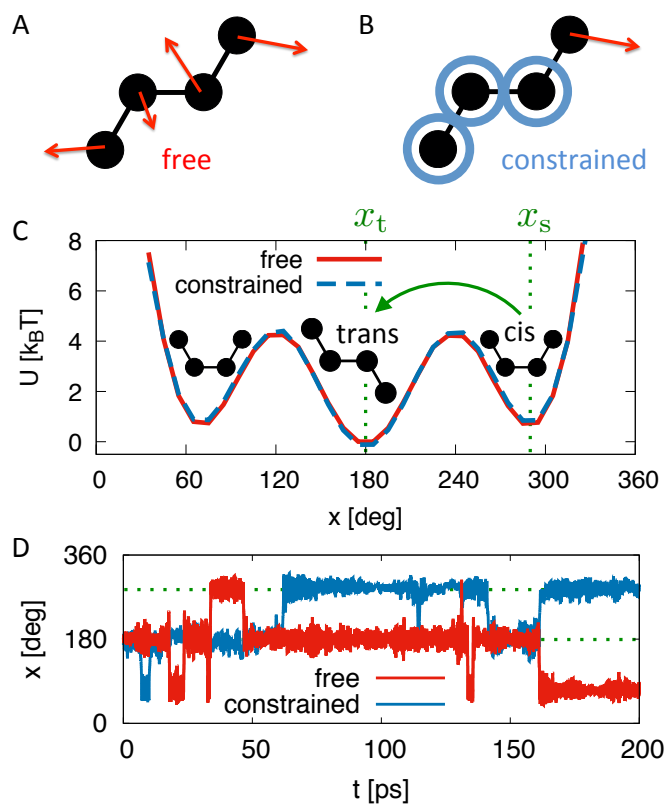 A
B
free
constrained
x_t
x_s
C
8
6
4
2
0
U [k_BT]
free
constrained
trans
cis
0
60
120
180
240
300
360
x [deg]
D
360
180
0
x [deg]
free
constrained
0
50
100
150
200
t [ps]